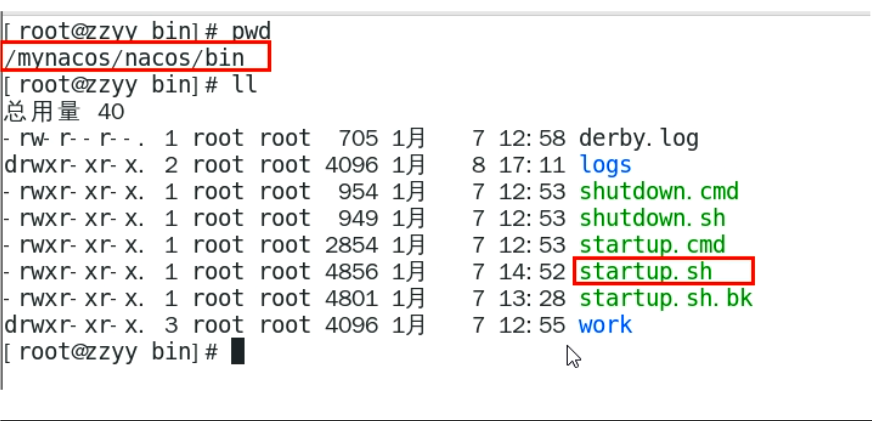 [root@zzyy bin]# pwd
/mynacos/nacos/bin
[root@zzyy bin]# ll
总用量 40
-rw-r--r--. 1 root root 705 1月 7 12:58 derby.log
drwxr-xr-x. 2 root root 4096 1月 8 17:11 logs
-rwxr-xr-x. 1 root root 954 1月 7 12:53 shutdown.cmd
-rwxr-xr-x. 1 root root 949 1月 7 12:53 shutdown.sh
-rwxr-xr-x. 1 root root 2854 1月 7 12:53 startup.cmd
-rwxr-xr-x. 1 root root 4856 1月 7 14:52 startup.sh
-rwxr-xr-x. 1 root root 4801 1月 7 13:28 startup.sh.bk
drwxr-xr-x. 3 root root 4096 1月 7 12:55 work
[root@zzyy bin]#